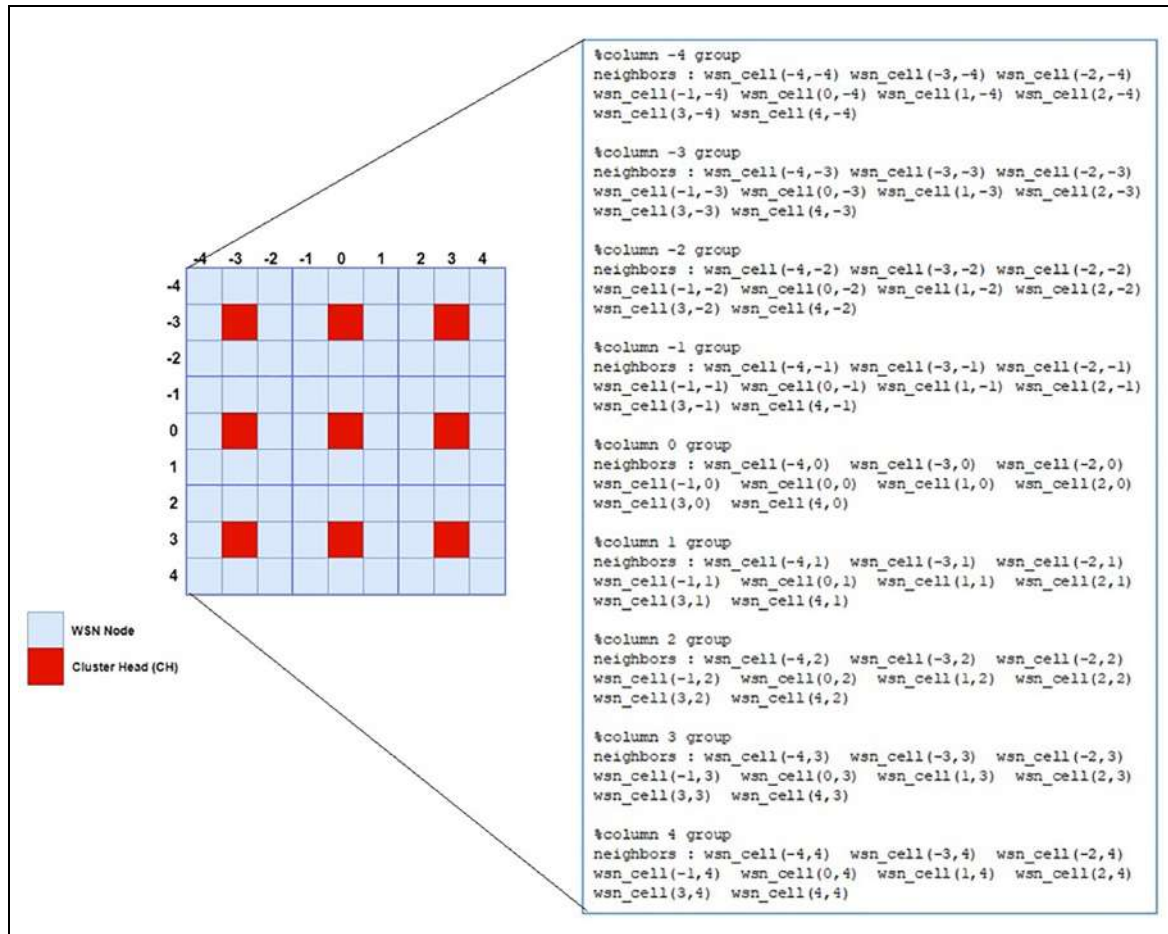 %column -4 group
neighbors : wsn_cell(-4,-4) wsn_cell(-3,-4) wsn_cell(-2,-4)
wsn_cell(-1,-4) wsn_cell(0,-4) wsn_cell(1,-4) wsn_cell(2,-4)
wsn_cell(3,-4) wsn_cell(4,-4)
%column -3 group
neighbors : wsn_cell(-4,-3) wsn_cell(-3,-3) wsn_cell(-2,-3)
wsn_cell(-1,-3) wsn_cell(0,-3) wsn_cell(1,-3) wsn_cell(2,-3)
wsn_cell(3,-3) wsn_cell(4,-3)
%column -2 group
neighbors : wsn_cell(-4,-2) wsn_cell(-3,-2) wsn_cell(-2,-2)
wsn_cell(-1,-2) wsn_cell(0,-2) wsn_cell(1,-2) wsn_cell(2,-2)
wsn_cell(3,-2) wsn_cell(4,-2)
%column -1 group
neighbors : wsn_cell(-4,-1) wsn_cell(-3,-1) wsn_cell(-2,-1)
wsn_cell(-1,-1) wsn_cell(0,-1) wsn_cell(1,-1) wsn_cell(2,-1)
wsn_cell(3,-1) wsn_cell(4,-1)
%column 0 group
neighbors : wsn_cell(-4,0) wsn_cell(-3,0) wsn_cell(-2,0)
wsn_cell(-1,0) wsn_cell(0,0) wsn_cell(1,0) wsn_cell(2,0)
wsn_cell(3,0) wsn_cell(4,0)
%column 1 group
neighbors : wsn_cell(-4,1) wsn_cell(-3,1) wsn_cell(-2,1)
wsn_cell(-1,1) wsn_cell(0,1) wsn_cell(1,1) wsn_cell(2,1)
wsn_cell(3,1) wsn_cell(4,1)
%column 2 group
neighbors : wsn_cell(-4,2) wsn_cell(-3,2) wsn_cell(-2,2)
wsn_cell(-1,2) wsn_cell(0,2) wsn_cell(1,2) wsn_cell(2,2)
wsn_cell(3,2) wsn_cell(4,2)
%column 3 group
neighbors : wsn_cell(-4,3) wsn_cell(-3,3) wsn_cell(-2,3)
wsn_cell(-1,3) wsn_cell(0,3) wsn_cell(1,3) wsn_cell(2,3)
wsn_cell(3,3) wsn_cell(4,3)
%column 4 group
neighbors : wsn_cell(-4,4) wsn_cell(-3,4) wsn_cell(-2,4)
wsn_cell(-1,4) wsn_cell(0,4) wsn_cell(1,4) wsn_cell(2,4)
wsn_cell(3,4) wsn_cell(4,4)
-4 -3 -2 -1 0 1 2 3 4
-4
-3
-2
-1
0
1
2
3
4
WSN Node
Cluster Head (CH)